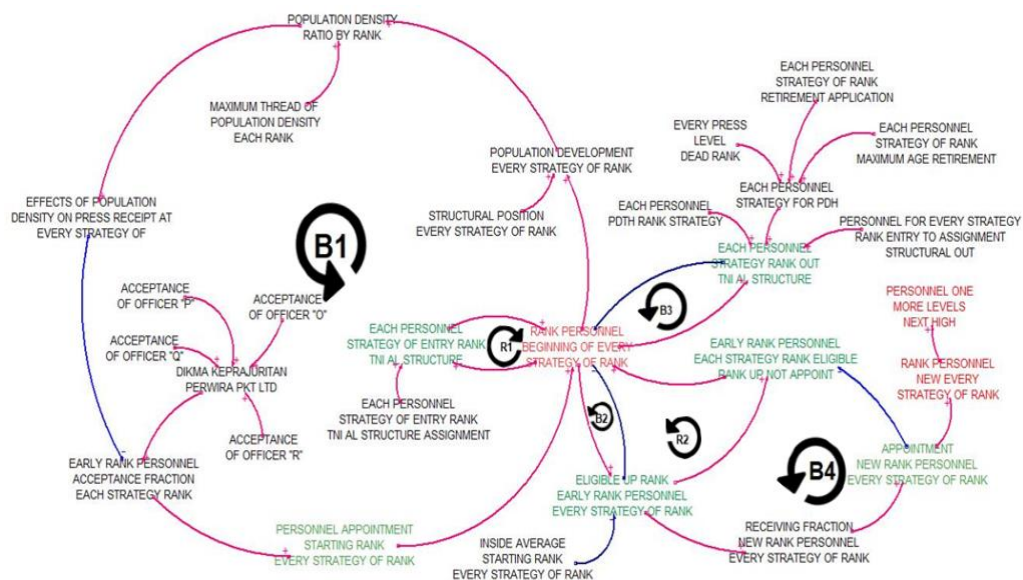 POPULATION DENSITY
RATIO BY RANK
MAXIMUM THREAD OF
POPULATION DENSITY
EACH RANK
EACH PERSONNEL
STRATEGY OF RANK
RETIREMENT APPLICATION
EVERY PRESS
LEVEL
DEAD RANK
EACH PERSONNEL
STRATEGY OF RANK
MAXIMUM AGE RETIREMENT
POPULATION DEVELOPMENT
EVERY STRATEGY OF RANK
EACH PERSONNEL
STRATEGY FOR PDH
EFFECTS OF POPULATION
DENSITY ON PRESS RECEIPT AT
EVERY STRATEGY OF
STRUCTURAL POSITION
EVERY STRATEGY OF RANK
EACH PERSONNEL
PDTH RANK STRATEGY
PERSONNEL FOR EVERY STRATEGY
RANK ENTRY TO ASSIGNMENT
STRUCTURAL OUT
B1
EACH PERSONNEL
STRATEGY RANK OUT
TNI AL STRUCTURE
ACCEPTANCE
OF OFFICER "P"
ACCEPTANCE
OF OFFICER "O"
B3
PERSONNEL ONE
MORE LEVELS
NEXT HIGH
ACCEPTANCE
OF OFFICER "Q"
EACH PERSONNEL
STRATEGY OF ENTRY RANK
TNI AL STRUCTURE
R1
RANK PERSONNEL
BEGINNING OF EVERY
STRATEGY OF RANK
EARLY RANK PERSONNEL
EACH STRATEGY RANK ELIGIBLE
RANK UP NOT APPOINT
RANK PERSONNEL
NEW EVERY
STRATEGY OF RANK
DIKMA KEPRAJURITAN
PERWIRA PKT LTD
EACH PERSONNEL
STRATEGY OF ENTRY RANK
TNI AL STRUCTURE ASSIGNMENT
B2
R2
ACCEPTANCE
OF OFFICER "R"
EARLY RANK PERSONNEL
ACCEPTANCE FRACTION
EACH STRATEGY RANK
B4
APPOINTMENT
NEW RANK PERSONNEL
EVERY STRATEGY OF RANK
ELIGIBLE UP RANK
EARLY RANK PERSONNEL
EVERY STRATEGY OF RANK
PERSONNEL APPOINTMENT
STARTING RANK
EVERY STRATEGY OF RANK
INSIDE AVERAGE
STARTING RANK
EVERY STRATEGY OF RANK
RECEIVING FRACTION
NEW RANK PERSONNEL
EVERY STRATEGY OF RANK